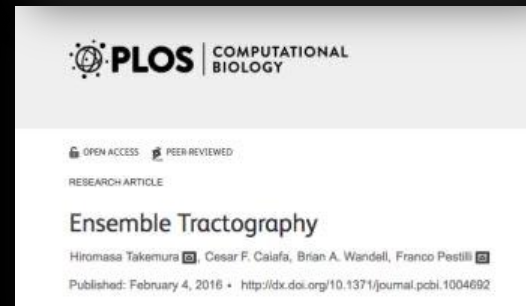 PLOS COMPUTATIONAL
BIOLOGY
OPEN ACCESS PEER-REVIEWED
RESEARCH ARTICLE
Ensemble Tractography
Hiromasa Takemura, Cesar F. Caiafa, Brian A. Wandell, Franco Pestilli
Published: February 4, 2016 • http://dx.doi.org/10.1371/journal.pcbi.1004692